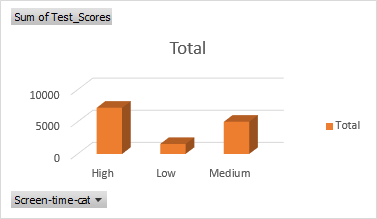 Sum of Test_Scores
Total
10000
5000
0
High Low Medium
Total
Screen-time-cat